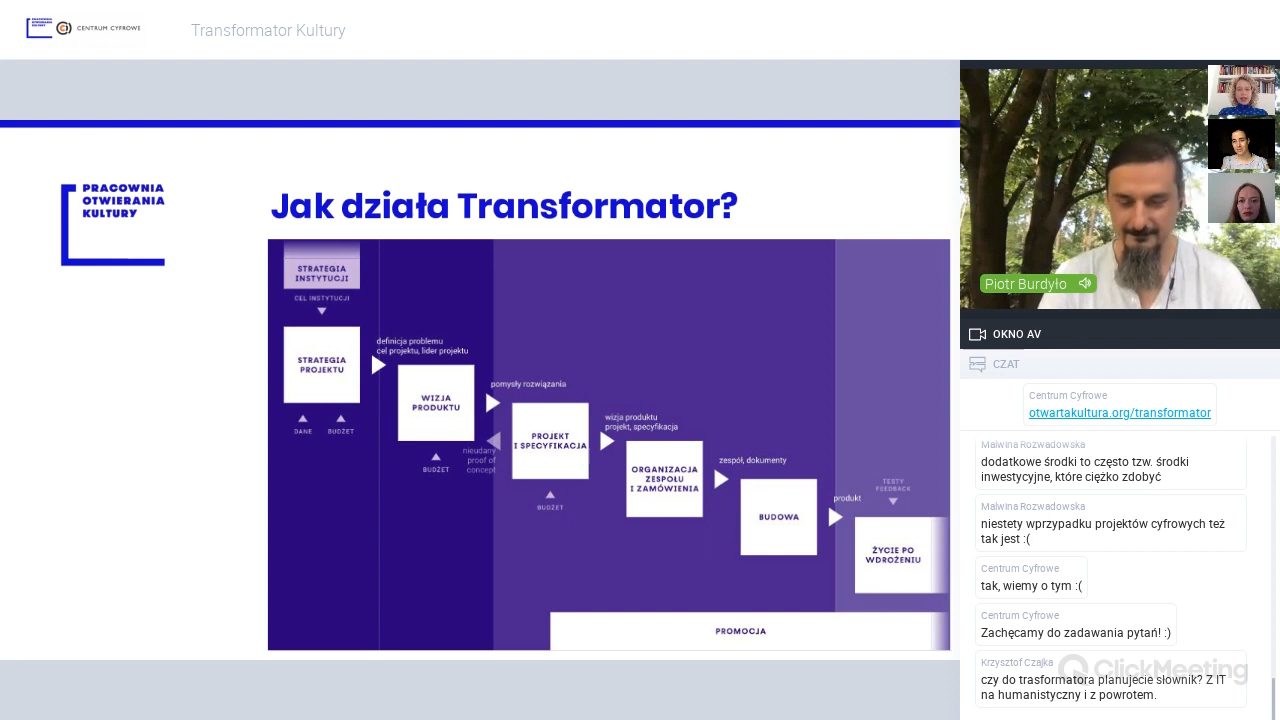 PRACOWNIA
OTWIERANIA
KULTURY
CENTRUM CYFROWE
Transformator Kultury
PRACOWNIA
OTWIERANIA
KULTURY
Jak działa Transformator?
STRATEGIA
INSTYTUCJI
CEL INSTYTUCJI
STRATEGIA
PROJEKTU
DANE
BUDŻET
definicja problemu
cel projektu, lider projektu
WIZJA
PRODUKTU
BUDŻET
pomysły rozwiązania
nieudany
proof of
concept
PROJEKT
I SPECYFIKACJA
BUDŻET
wizja produktu
projekt, specyfikacja
ORGANIZACJA
ZESPOŁU
I ZAMÓWIENIA
zespół, dokumenty
BUDOWA
produkt
TESTY
FEEDBACK
ŻYCIE PO
WDROŻENIU
PROMOCJA
Piotr Burdyło
OKNO AV
CZAT
Centrum Cyfrowe
otwartakultura.org/transformator
Malwina Rozwadowska
dodatkowe środki to często tzw. środki
inwestycyjne, które ciężko zdobyć
Malwina Rozwadowska
niestety wprzypadku projektów cyfrowych też
tak jest :(
Centrum Cyfrowe
tak, wiemy o tym :(
Centrum Cyfrowe
Zachęcamy do zadawania pytań! :)
Krzysztof Czajka
czy do trasformatora planujecie słownik? Z IT
na humanistyczny i z powrotem.
ClickMeeting